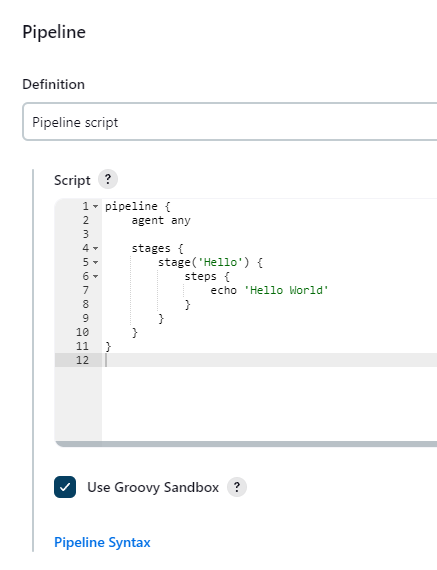 Pipeline
Definition
Pipeline script
Script ?
1 pipeline {
2     agent any
3
4     stages {
5         stage('Hello') {
6             steps {
7                 echo 'Hello World'
8             }
9         }
10     }
11 }
12
Use Groovy Sandbox ?
Pipeline Syntax